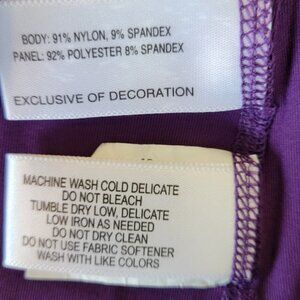 BODY: 91% NYLON, 9% SPANDEX
PANEL: 92% POLYESTER 8% SPANDEX
EXCLUSIVE OF DECORATION
MACHINE WASH COLD DELICATE
DO NOT BLEACH
TUMBLE DRY LOW, DELICATE
LOW IRON AS NEEDED
DO NOT DRY CLEAN
DO NOT USE FABRIC SOFTENER
WASH WITH LIKE COLORS